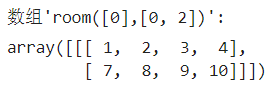 数组'room([0],[0, 2])':
array([[[ 1,  2,  3,  4],
        [ 7,  8,  9, 10]]])